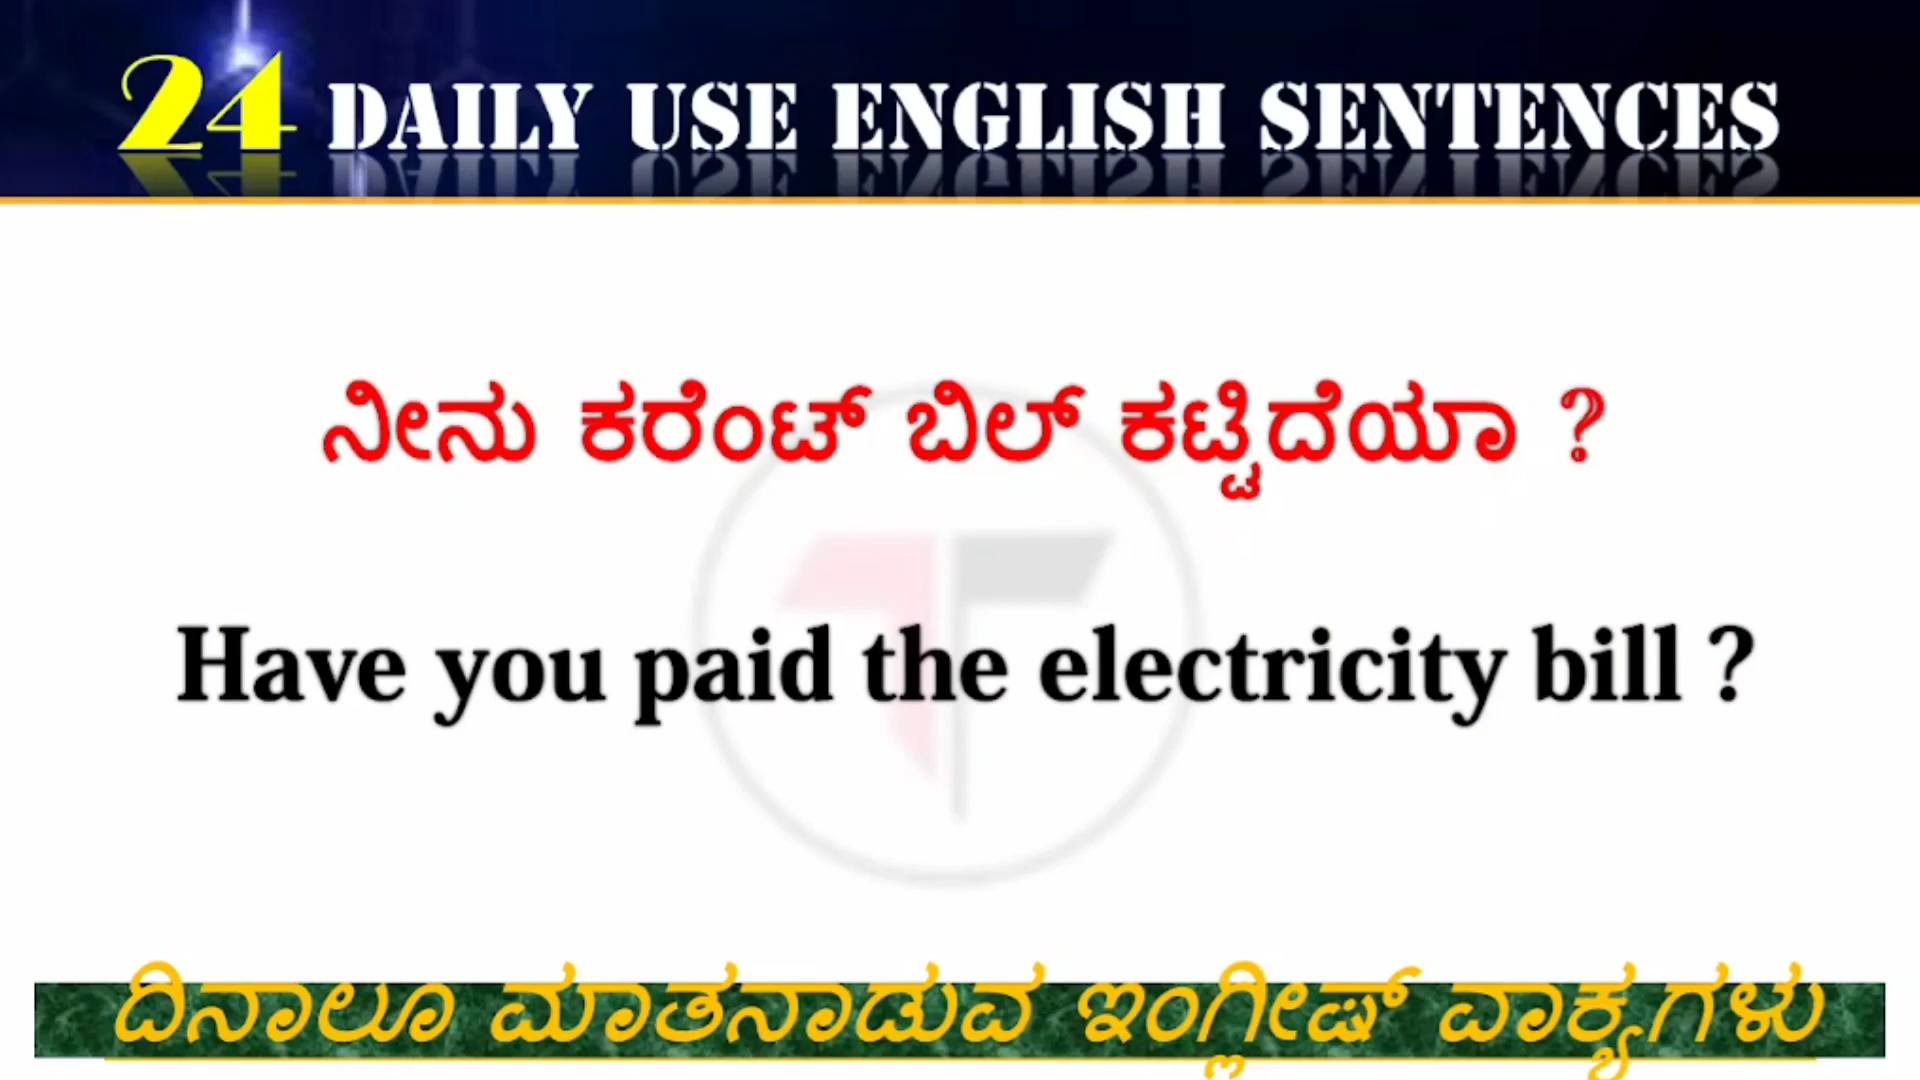 24 DAILY USE ENGLISH SENTENCES
ನೀನು ಕರೆಂಟ್ ಬಿಲ್ ಕಟ್ಟಿದೆಯಾ ?
Have you paid the electricity bill ?
ದಿನಾಲೂ ಮಾತನಾಡುವ ಇಂಗ್ಲೀಷ್ ವಾಕ್ಯಗಳು